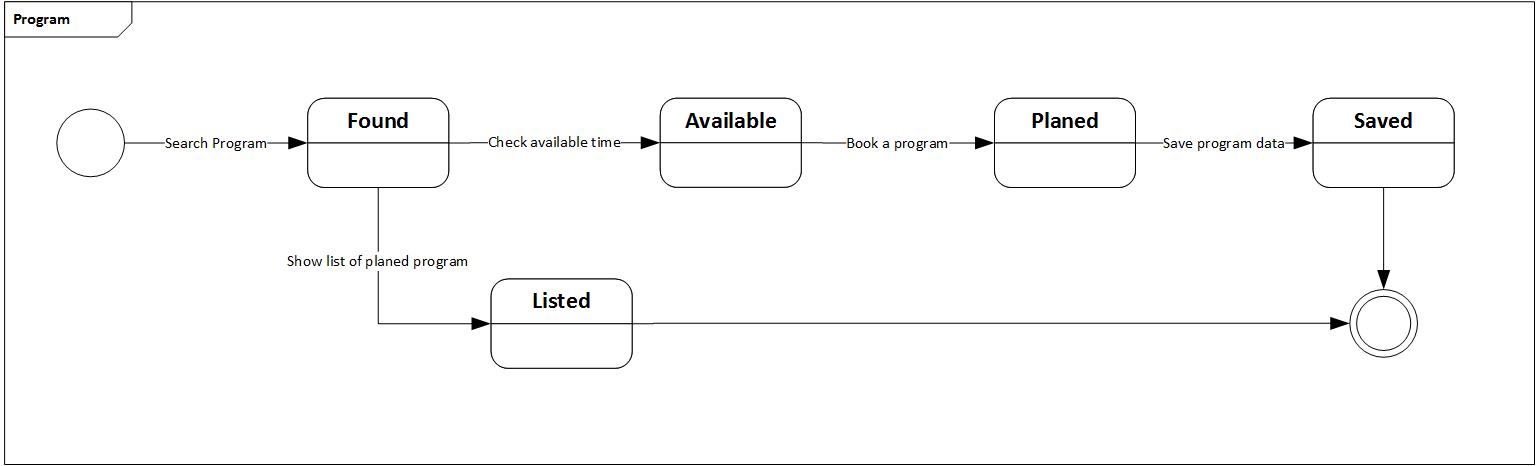 Program
Found
Available
Planed
Saved
Search Program
Check available time
Book a program
Save program data
Show list of planed program
Listed